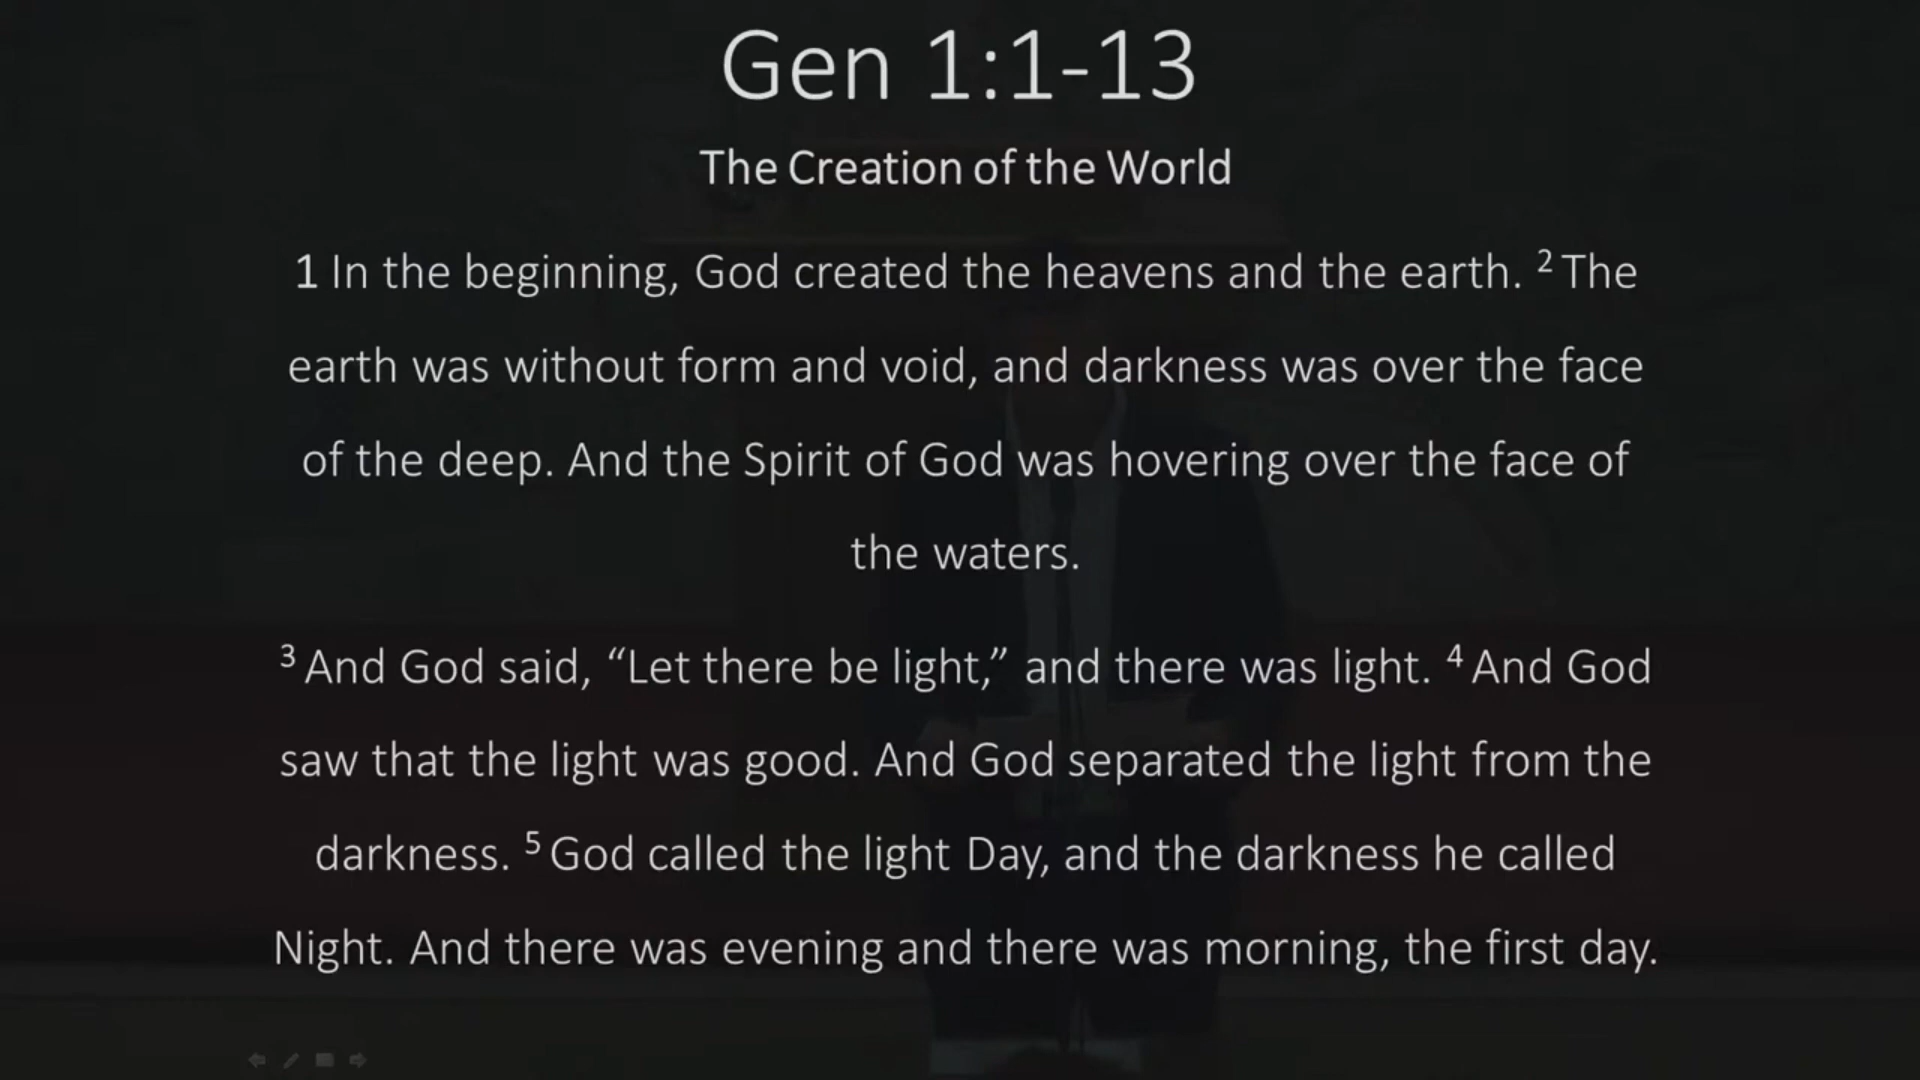 Gen 1:1-13
The Creation of the World
1 In the beginning, God created the heavens and the earth. ² The
earth was without form and void, and darkness was over the face
of the deep. And the Spirit of God was hovering over the face of
the waters.
³ And God said, “Let there be light,” and there was light. ⁴ And God
saw that the light was good. And God separated the light from the
darkness. ⁵ God called the light Day, and the darkness he called
Night. And there was evening and there was morning, the first day.